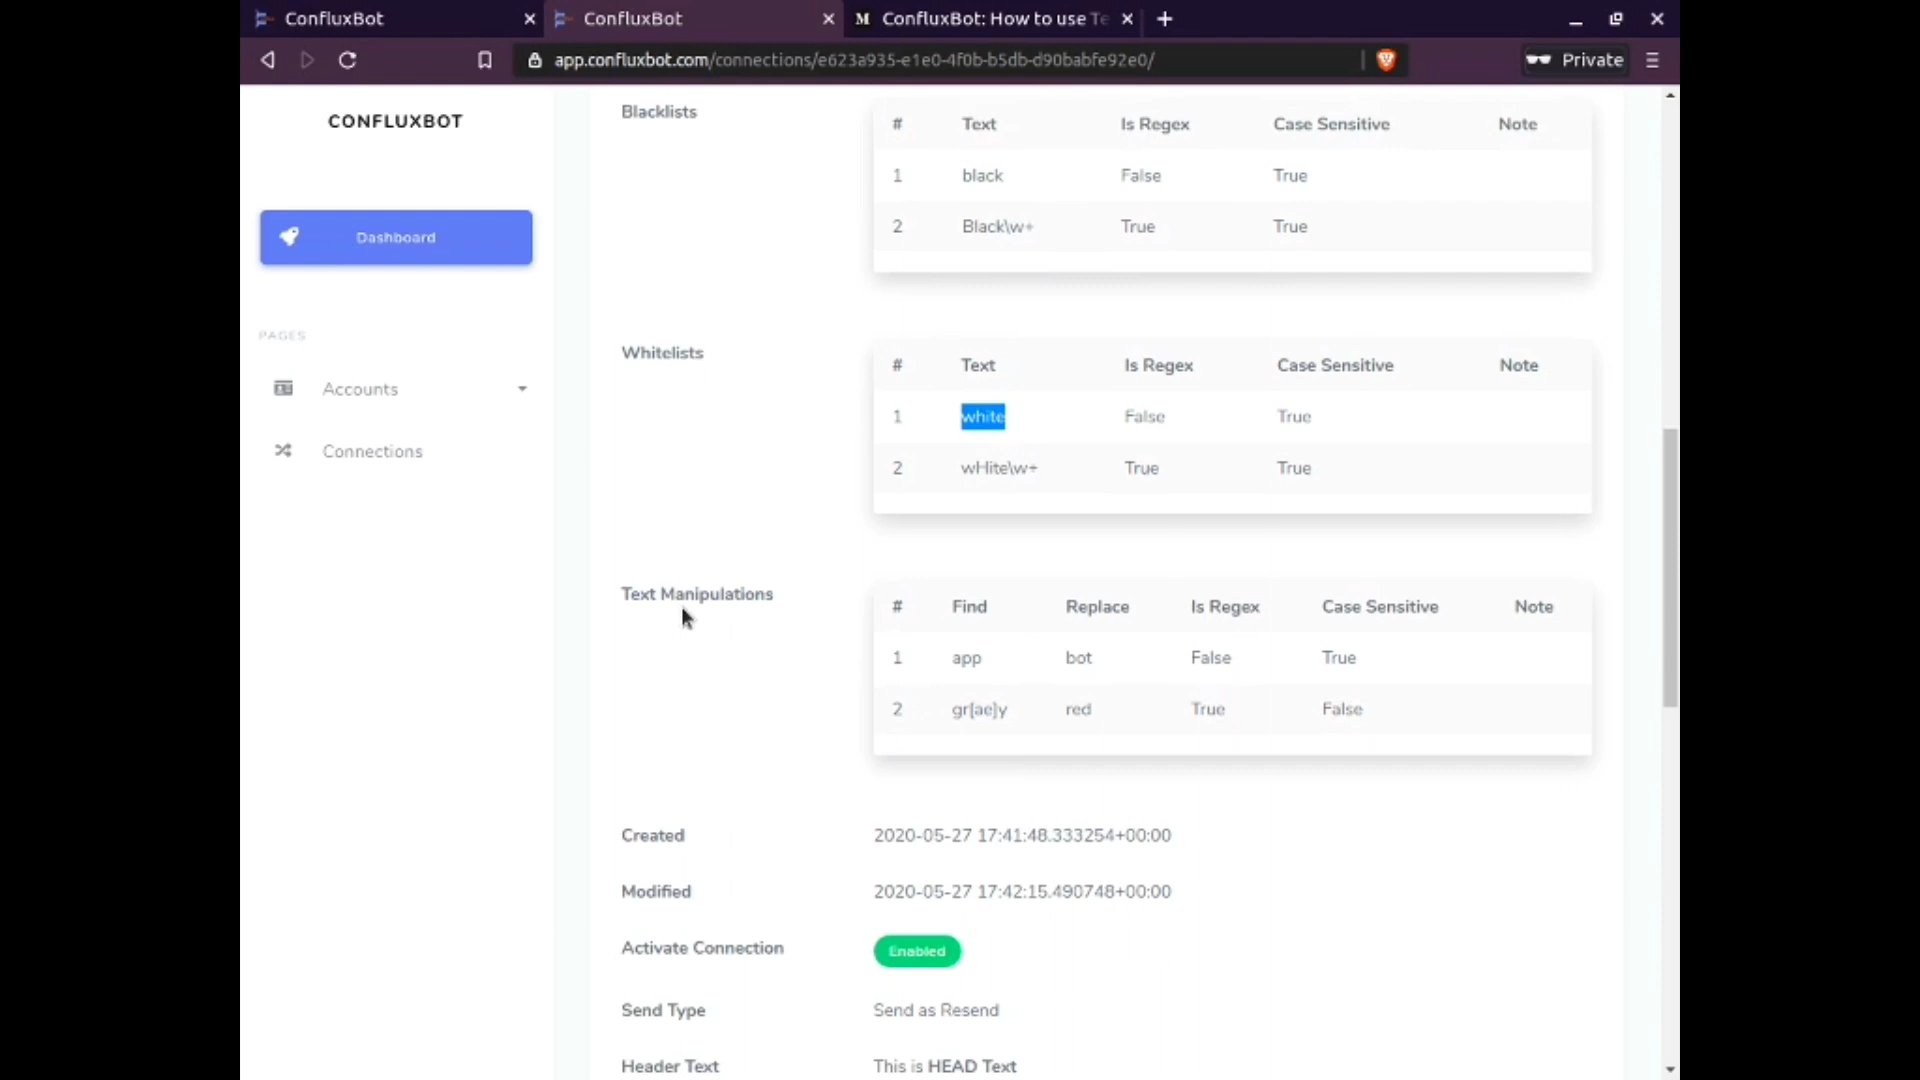 ConfluxBot
ConfluxBot
M ConfluxBot: How to use Te
app.confluxbot.com/connections/e623a935-e1e0-4f0b-b5db-d90babfe92e0/
Private
CONFLUXBOT
Dashboard
PAGES
Accounts
Connections
Blacklists
# Text Is Regex Case Sensitive Note
1 black False True
2 Black\w+ True True
Whitelists
# Text Is Regex Case Sensitive Note
1 white False True
2 wHite\w+ True True
Text Manipulations
# Find Replace Is Regex Case Sensitive Note
1 app bot False True
2 gr[ae]y red True False
Created 2020-05-27 17:41:48.333254+00:00
Modified 2020-05-27 17:42:15.490748+00:00
Activate Connection Enabled
Send Type Send as Resend
Header Text This is HEAD Text